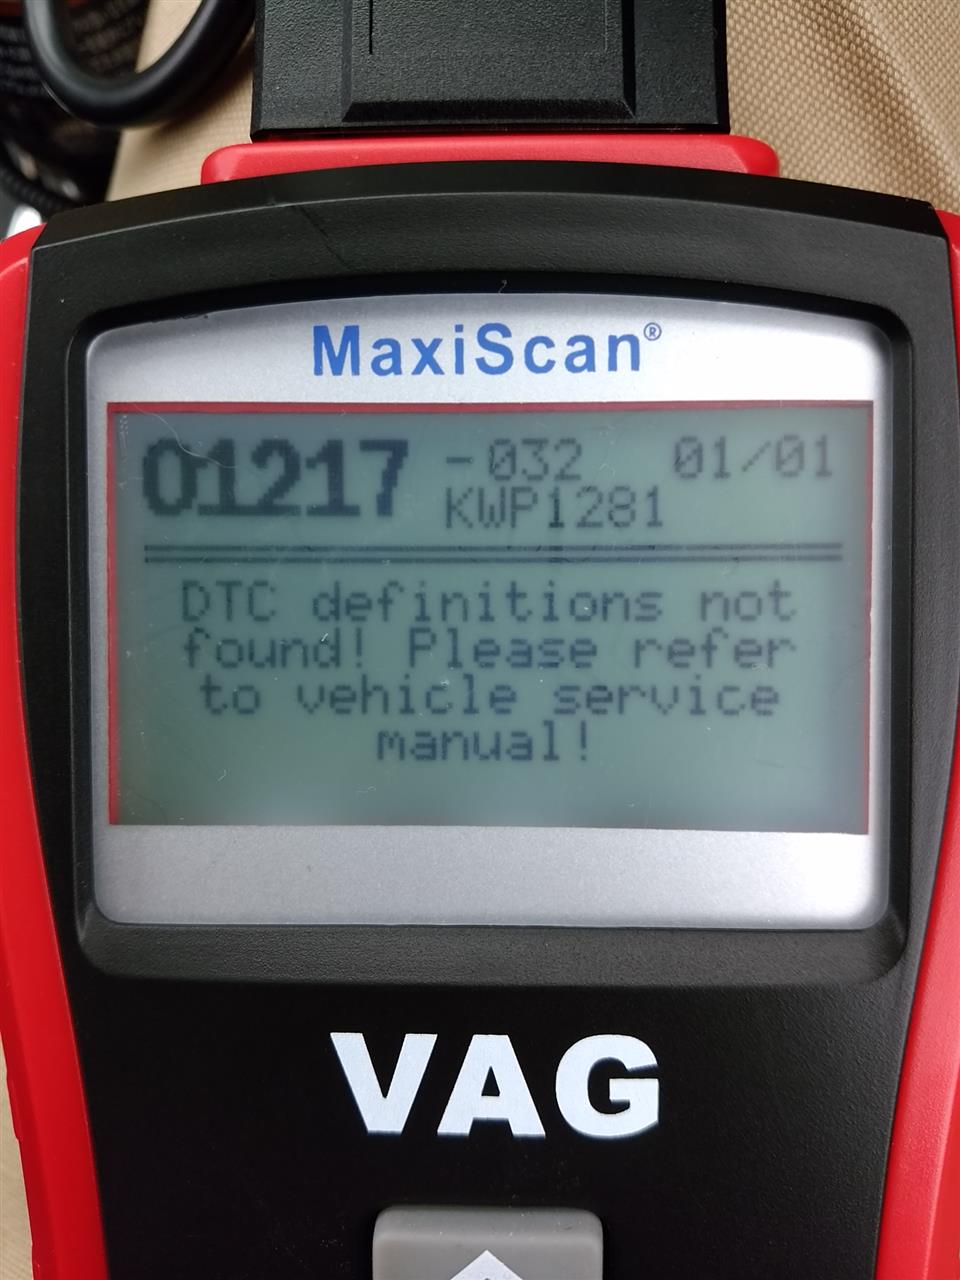 MaxiScan®
01217 -032 01/01
KWP1281
DTC definitions not
found! Please refer
to vehicle service
manual!
VAG